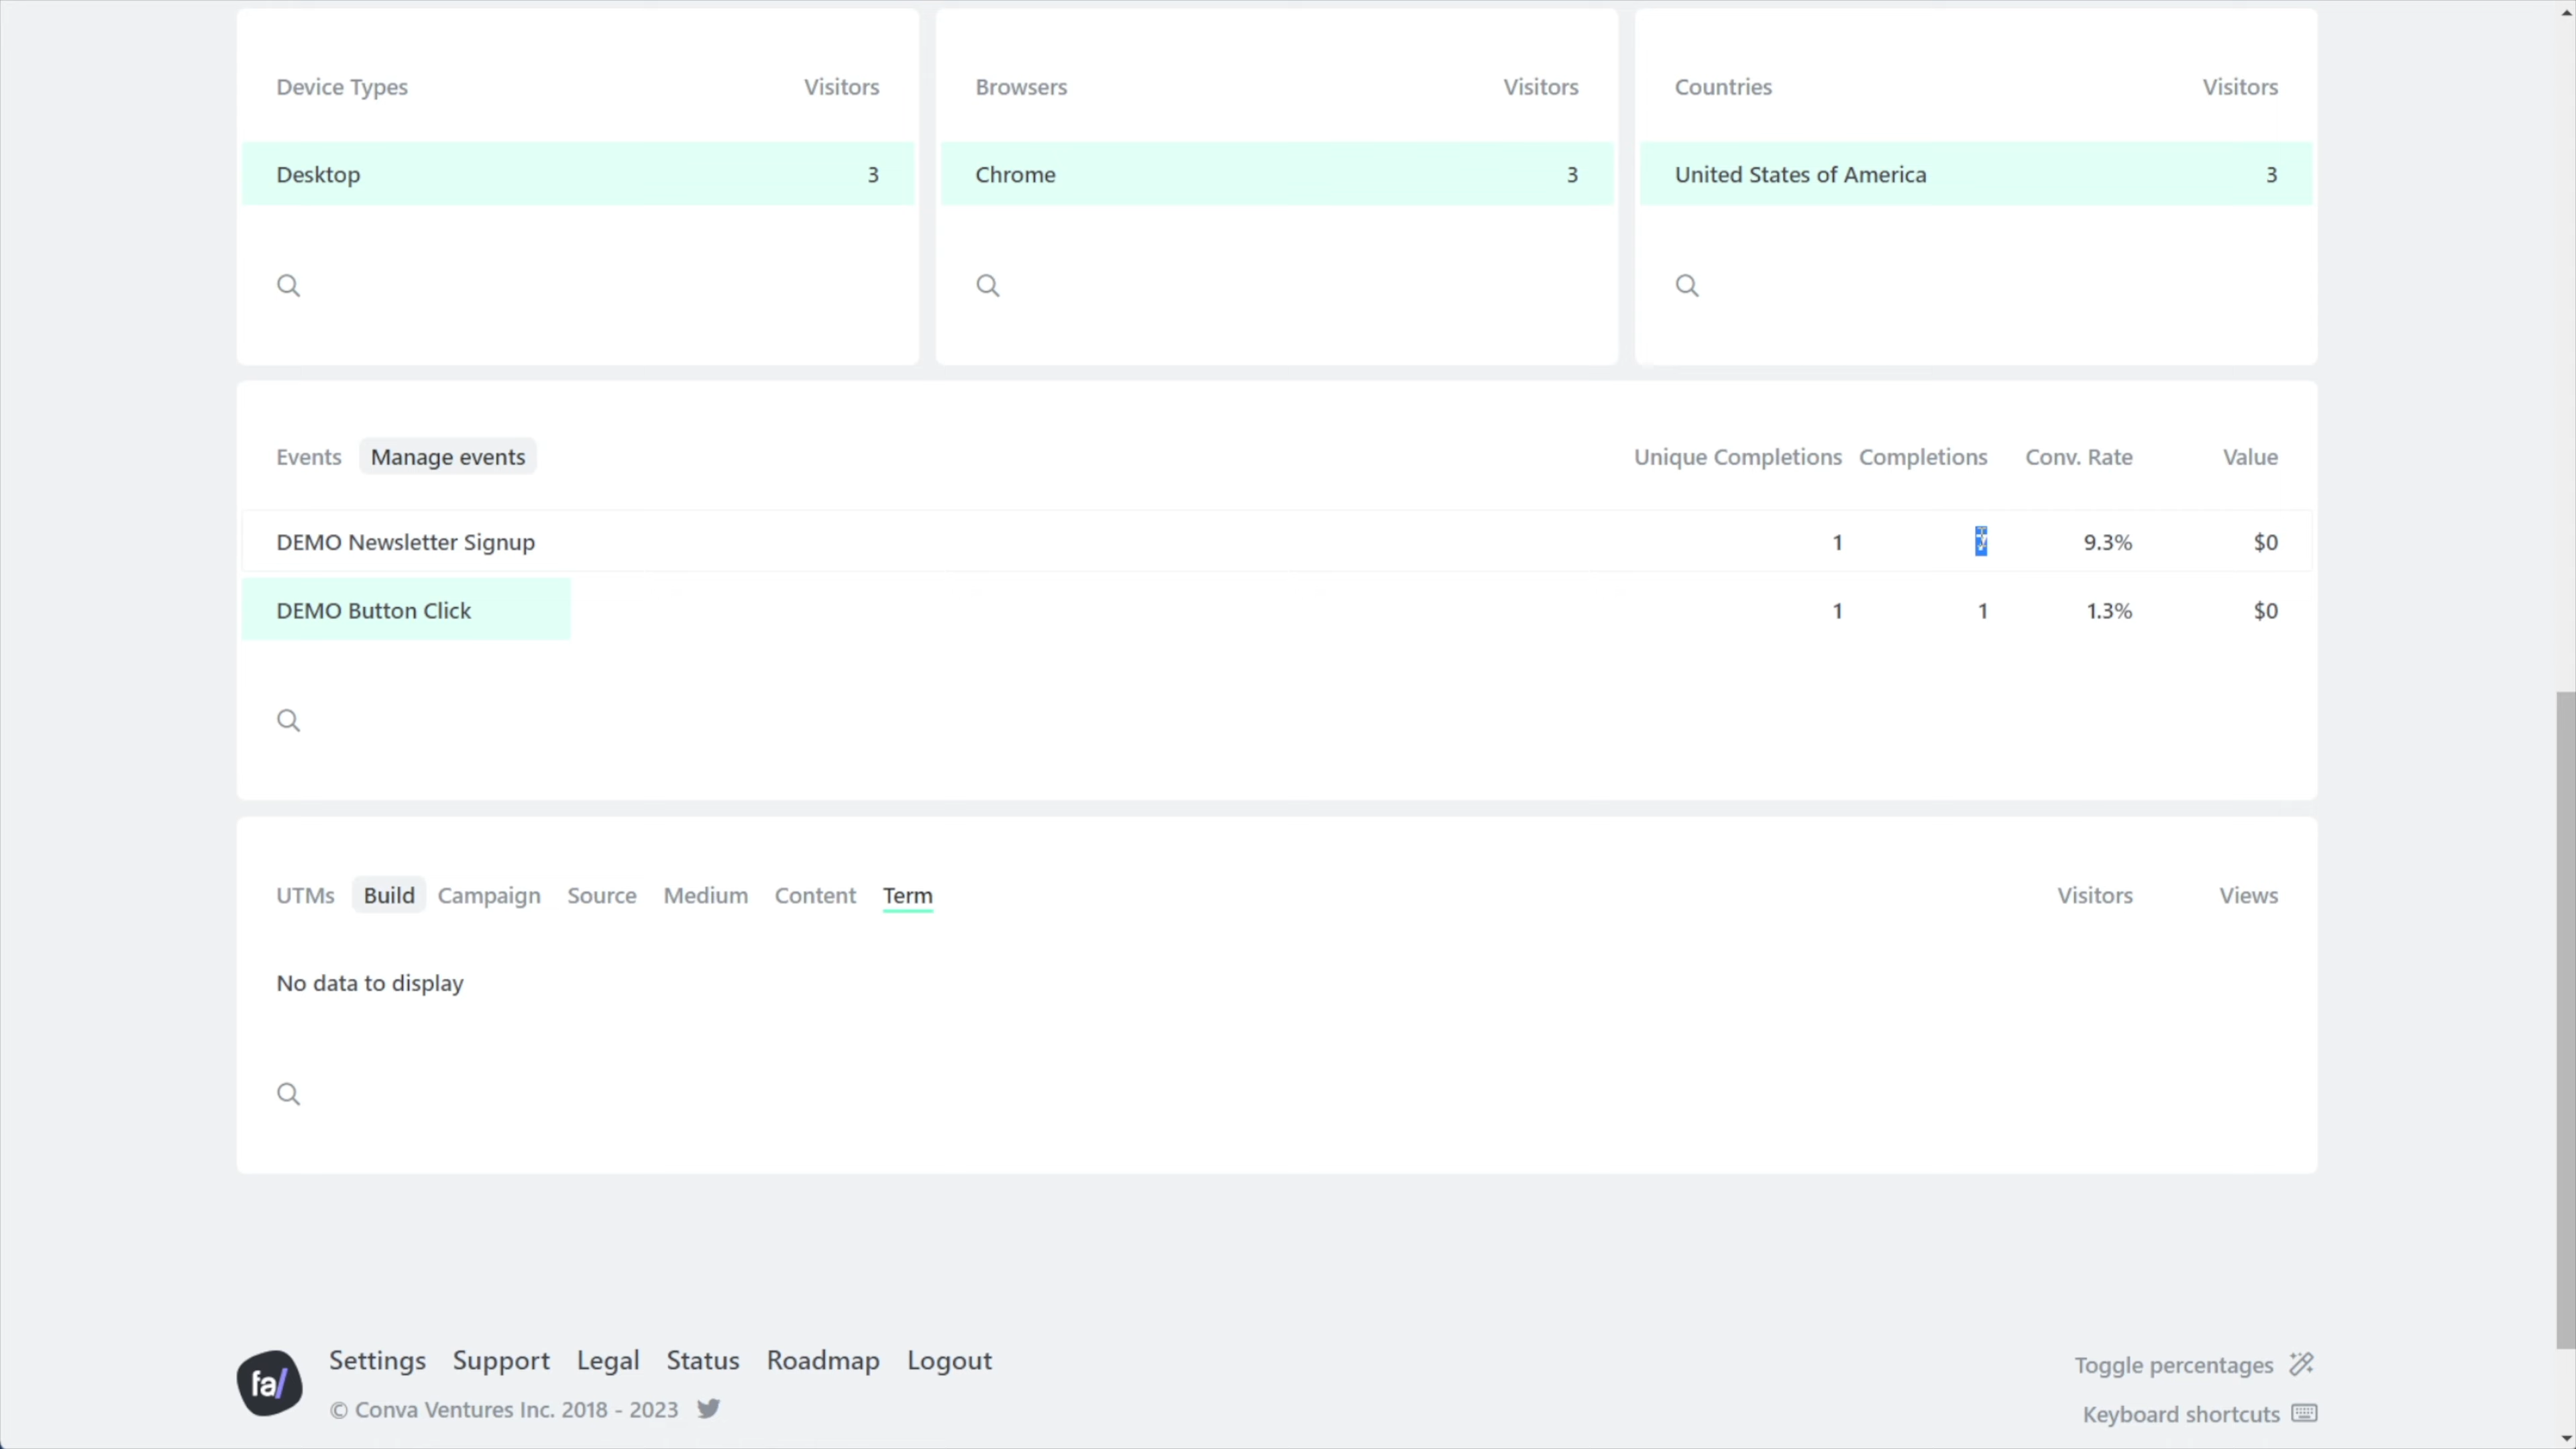 Device Types Visitors
Desktop 3
Browsers Visitors
Chrome 3
Countries Visitors
United States of America 3
Events Manage events Unique Completions Completions Conv. Rate Value
DEMO Newsletter Signup 1 9.3% $0
DEMO Button Click 1 1 1.3% $0
UTMs Build Campaign Source Medium Content Term Visitors Views
No data to display
fa/
Settings Support Legal Status Roadmap Logout
© Conva Ventures Inc. 2018 - 2023
Toggle percentages
Keyboard shortcuts